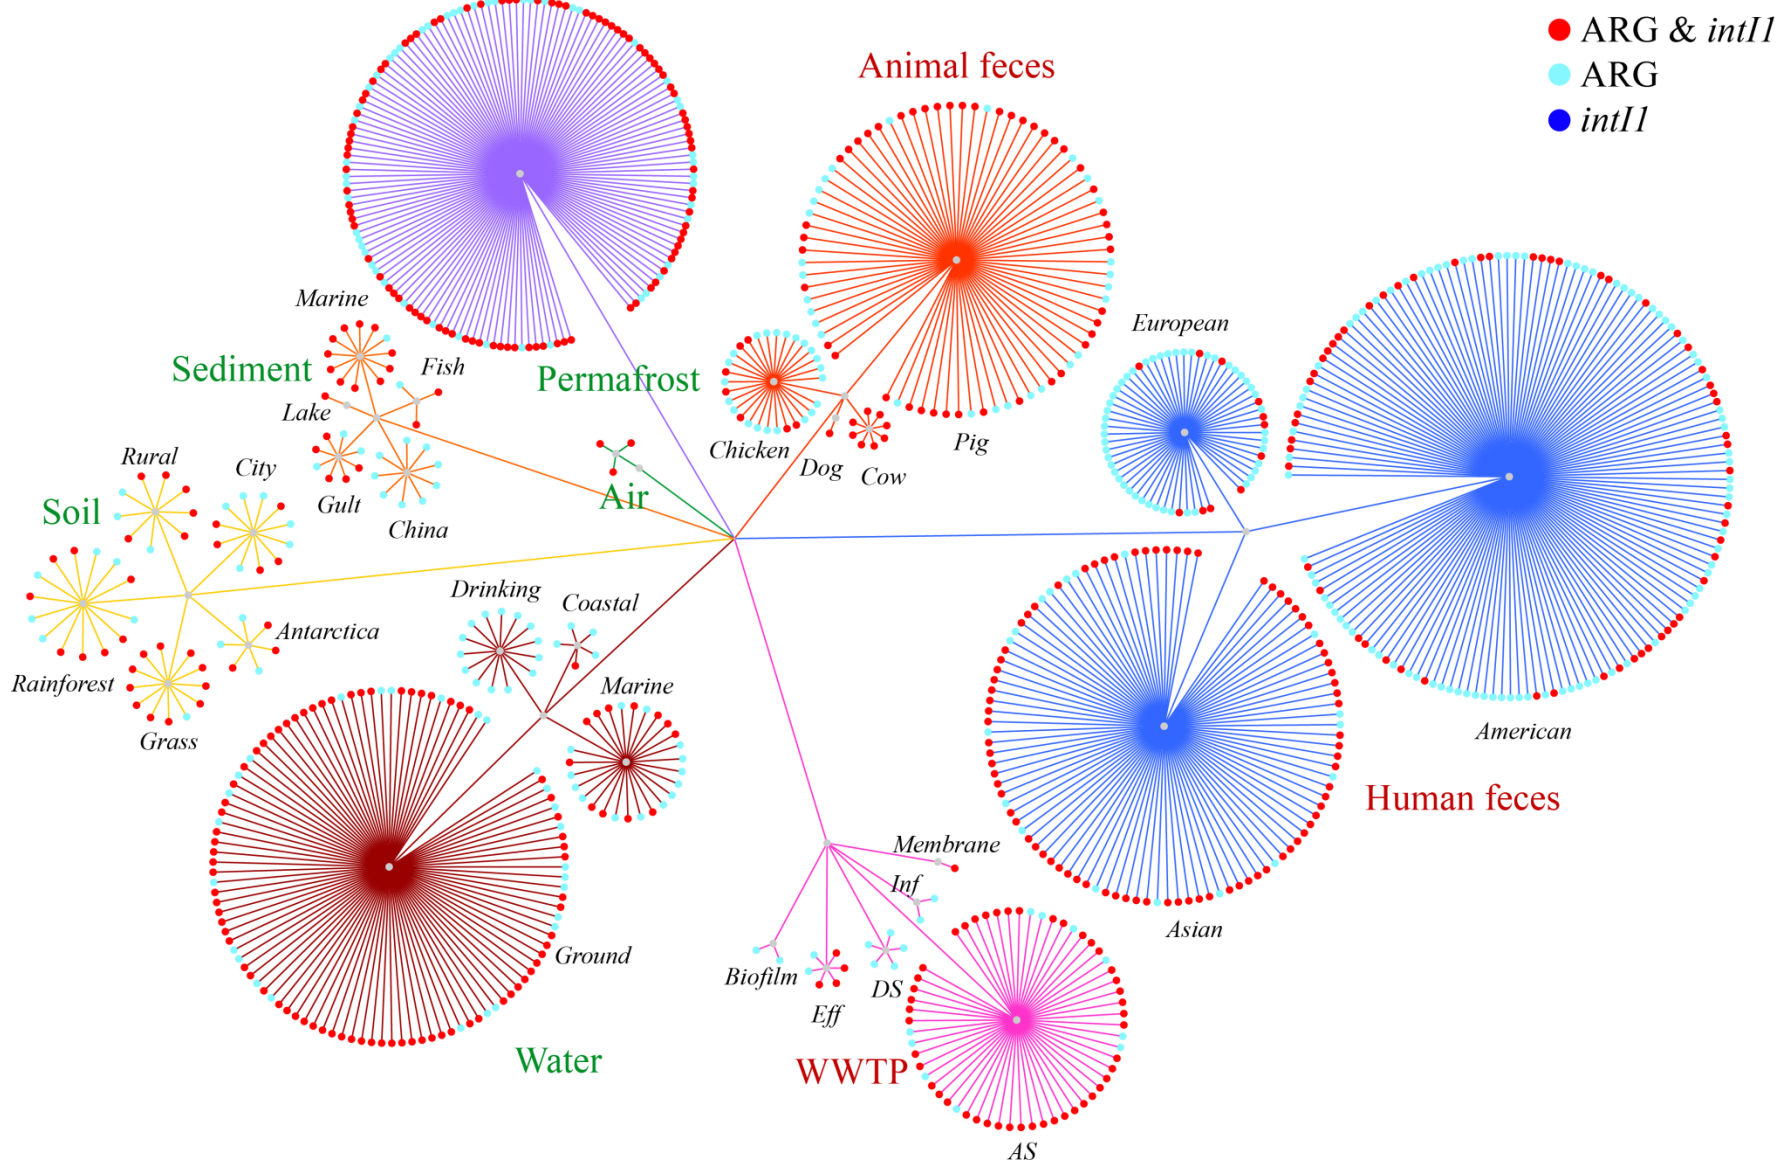 ARG & intI1
ARG
intI1
Animal feces
Marine
European
Sediment
Fish
Permafrost
Lake
Chicken
Pig
Dog
Cow
Rural
City
Gult
Air
Soil
China
Drinking
Coastal
Antarctica
Rainforest
Marine
Grass
American
Human feces
Membrane
Inf
Asian
Ground
Biofilm
DS
Eff
Water
WWTP
AS